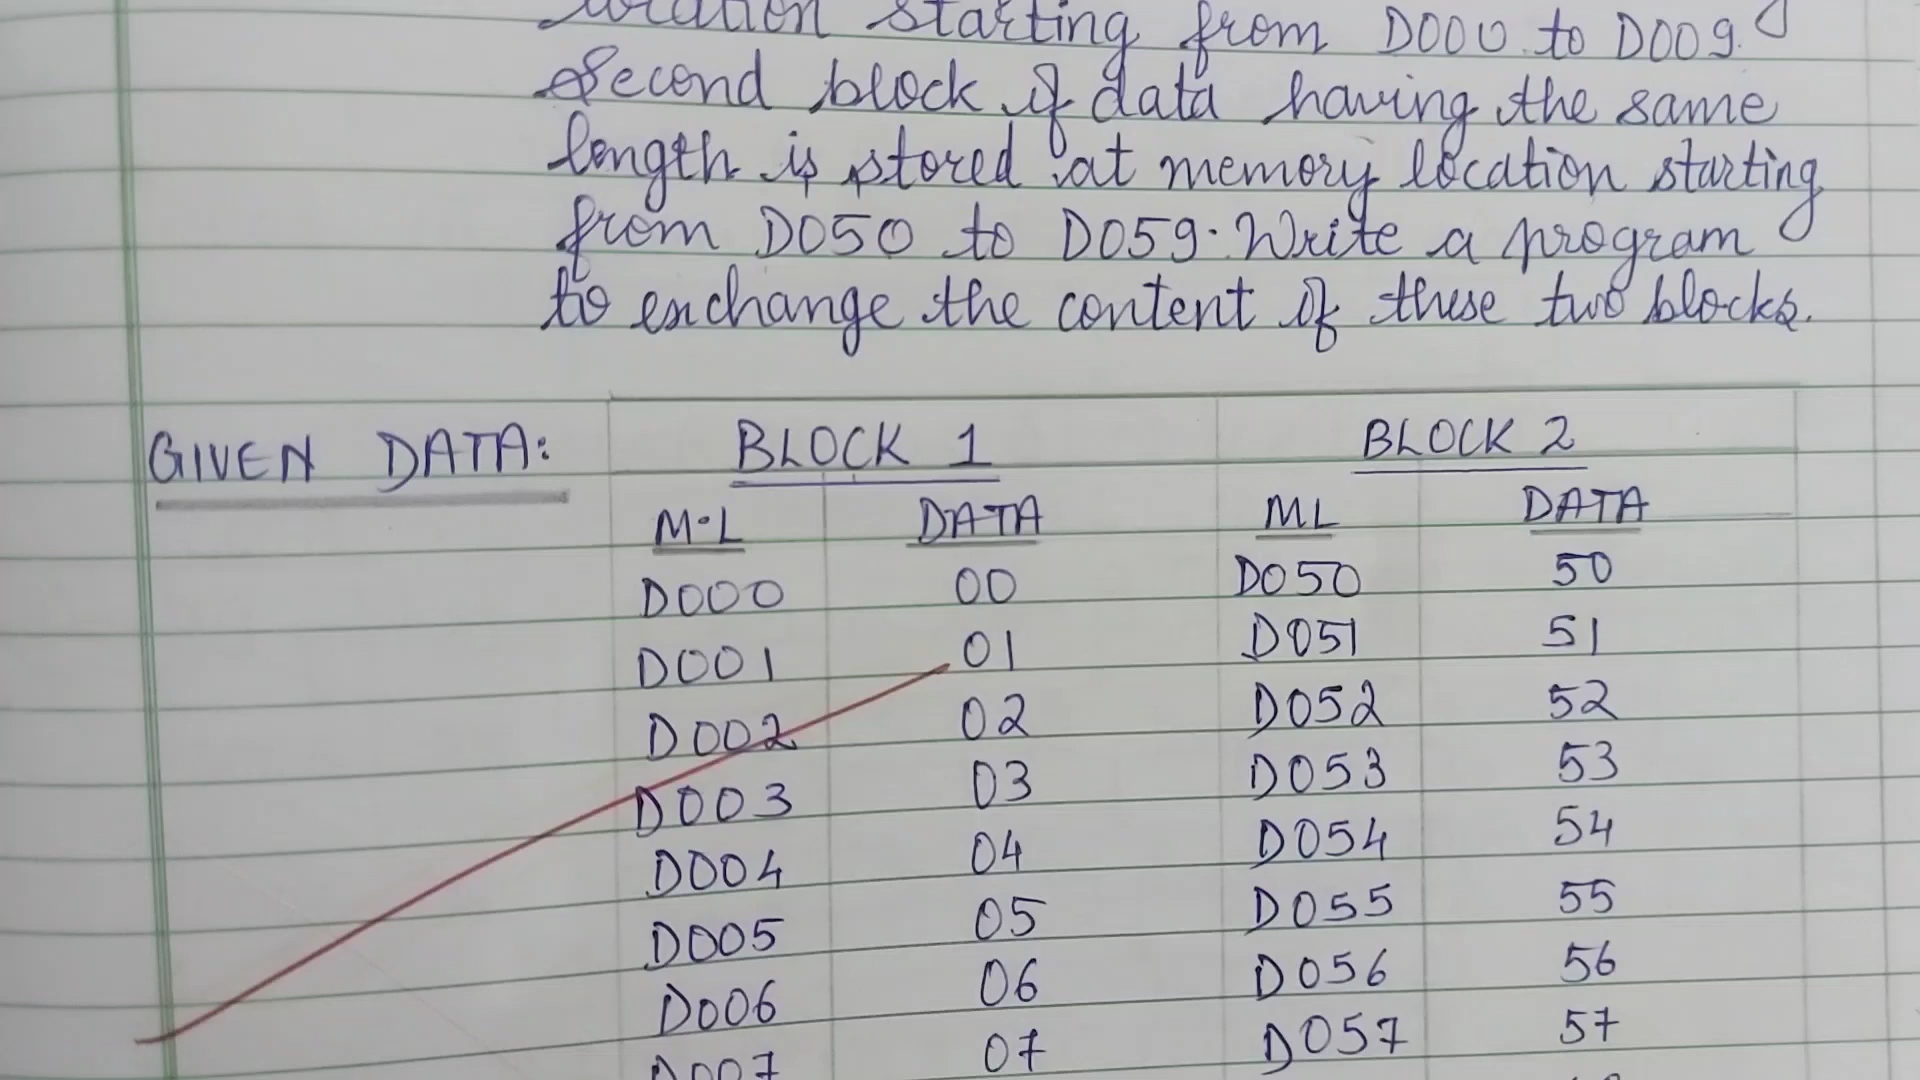 location starting from D000 to D009.
Second block of data having the same
length is stored at memory location starting
from D050 to D059. Write a program
to exchange the content of these two blocks.
GIVEN DATA: BLOCK 1 BLOCK 2
M.L DATA ML DATA
D000 00 D050 50
D001 01 D051 51
D002 02 D052 52
D003 03 D053 53
D004 04 D054 54
D005 05 D055 55
D006 06 D056 56
D007 07 D057 57